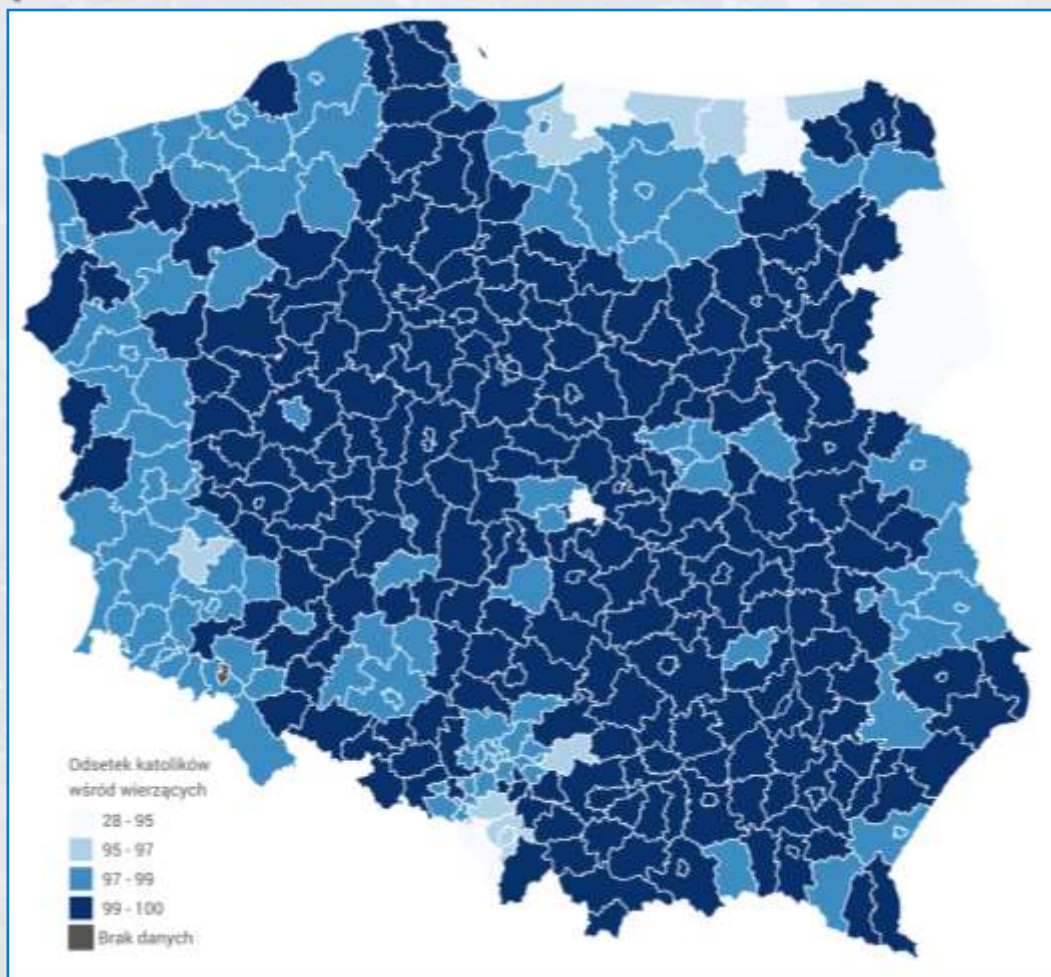 Odsetek katolików
wśród wierzących
28 - 95
95 - 97
97 - 99
99 - 100
Brak danych